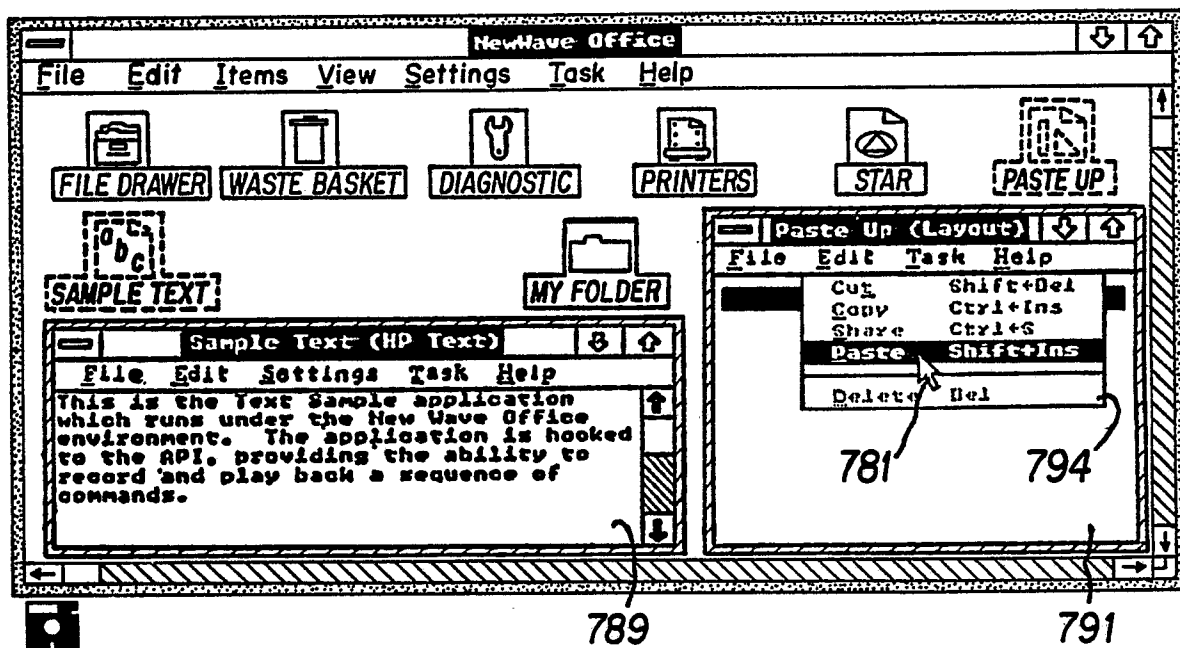 NewWave Office
File Edit Items View Settings Task Help
FILE DRAWER WASTE BASKET DIAGNOSTIC PRINTERS STAR PASTE UP
a b c
SAMPLE TEXT MY FOLDER
Paste Up (Layout)
File Edit Task Help
Cut Shift+Del
Copy Ctrl+Ins
Share Ctrl+S
Paste Shift+Ins
Delete Del
781 794
Sample Text (HP Text)
File Edit Settings Task Help
This is the Text Sample application
which runs under the New Wave Office
environment. The application is hooked
to the API, providing the ability to
record and play back a sequence of
commands.
789 791